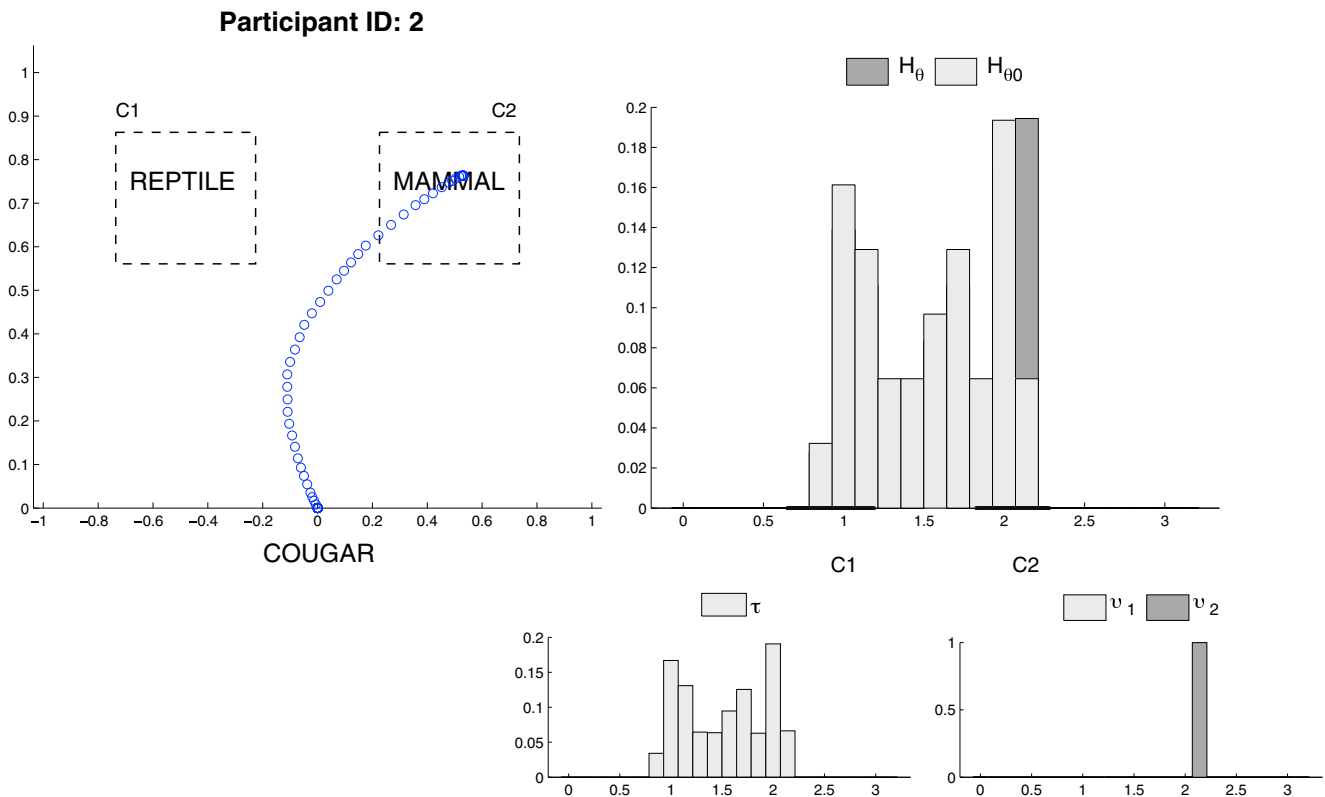 Participant ID: 2
C1 C2
REPTILE MAMMAL
1
0.9
0.8
0.7
0.6
0.5
0.4
0.3
0.2
0.1
0
−1 −0.8 −0.6 −0.4 −0.2 0 0.2 0.4 0.6 0.8 1
COUGAR
Hθ Hθ0
0.2
0.18
0.16
0.14
0.12
0.1
0.08
0.06
0.04
0.02
0
0 0.5 1 1.5 2 2.5 3
C1 C2
τ
0.2
0.15
0.1
0.05
0
0 0.5 1 1.5 2 2.5 3
υ 1 υ 2
1
0.5
0
0 0.5 1 1.5 2 2.5 3